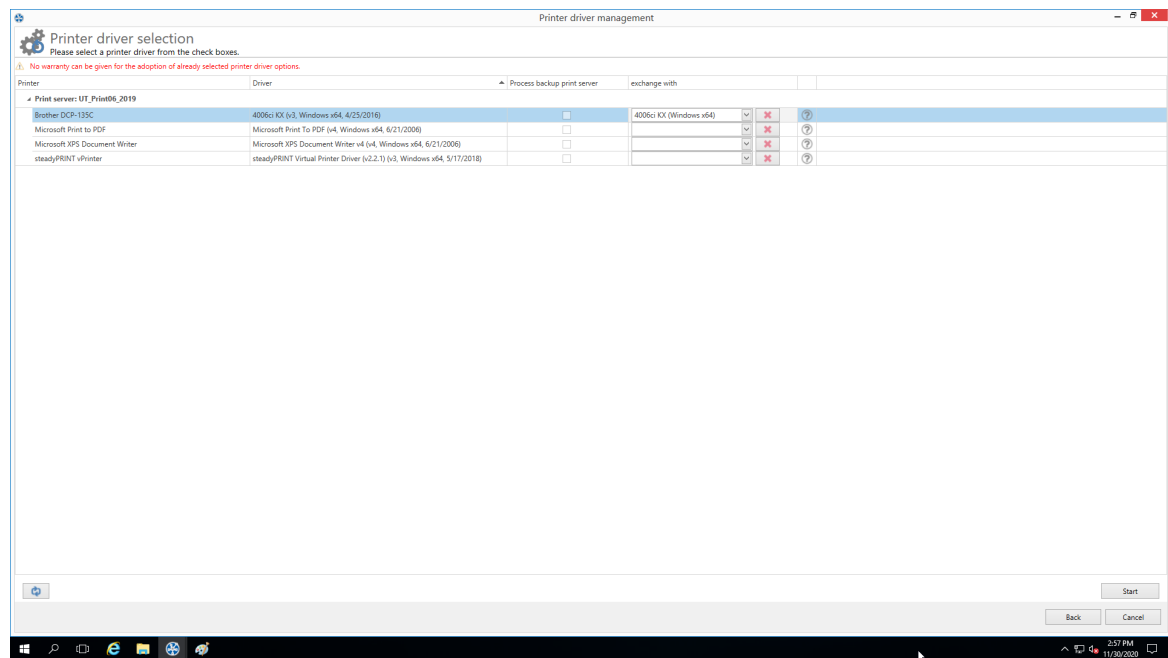 Printer driver management
Printer driver selection
Please select a printer driver from the check boxes.
No warranty can be given for the adoption of already selected printer driver options.
Printer Driver Process backup print server exchange with
Print server: UT_Print06_2019
Brother DCP-135C 4006ci KX (v3, Windows x64, 4/25/2016) 4006ci KX (Windows x64)
Microsoft Print to PDF Microsoft Print To PDF (v4, Windows x64, 6/21/2006)
Microsoft XPS Document Writer Microsoft XPS Document Writer v4 (v4, Windows x64, 6/21/2006)
steadyPRINT vPrinter steadyPRINT Virtual Printer Driver (v2.2.1) (v3, Windows x64, 5/17/2018)
Start
Back Cancel
2:57 PM
11/30/2020